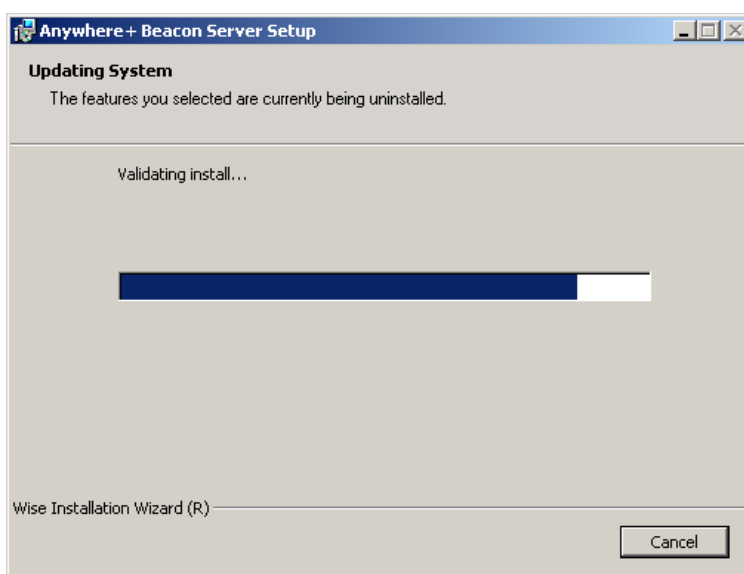 Anywhere+ Beacon Server Setup
Updating System
The features you selected are currently being uninstalled.
Validating install...
Wise Installation Wizard (R)
Cancel